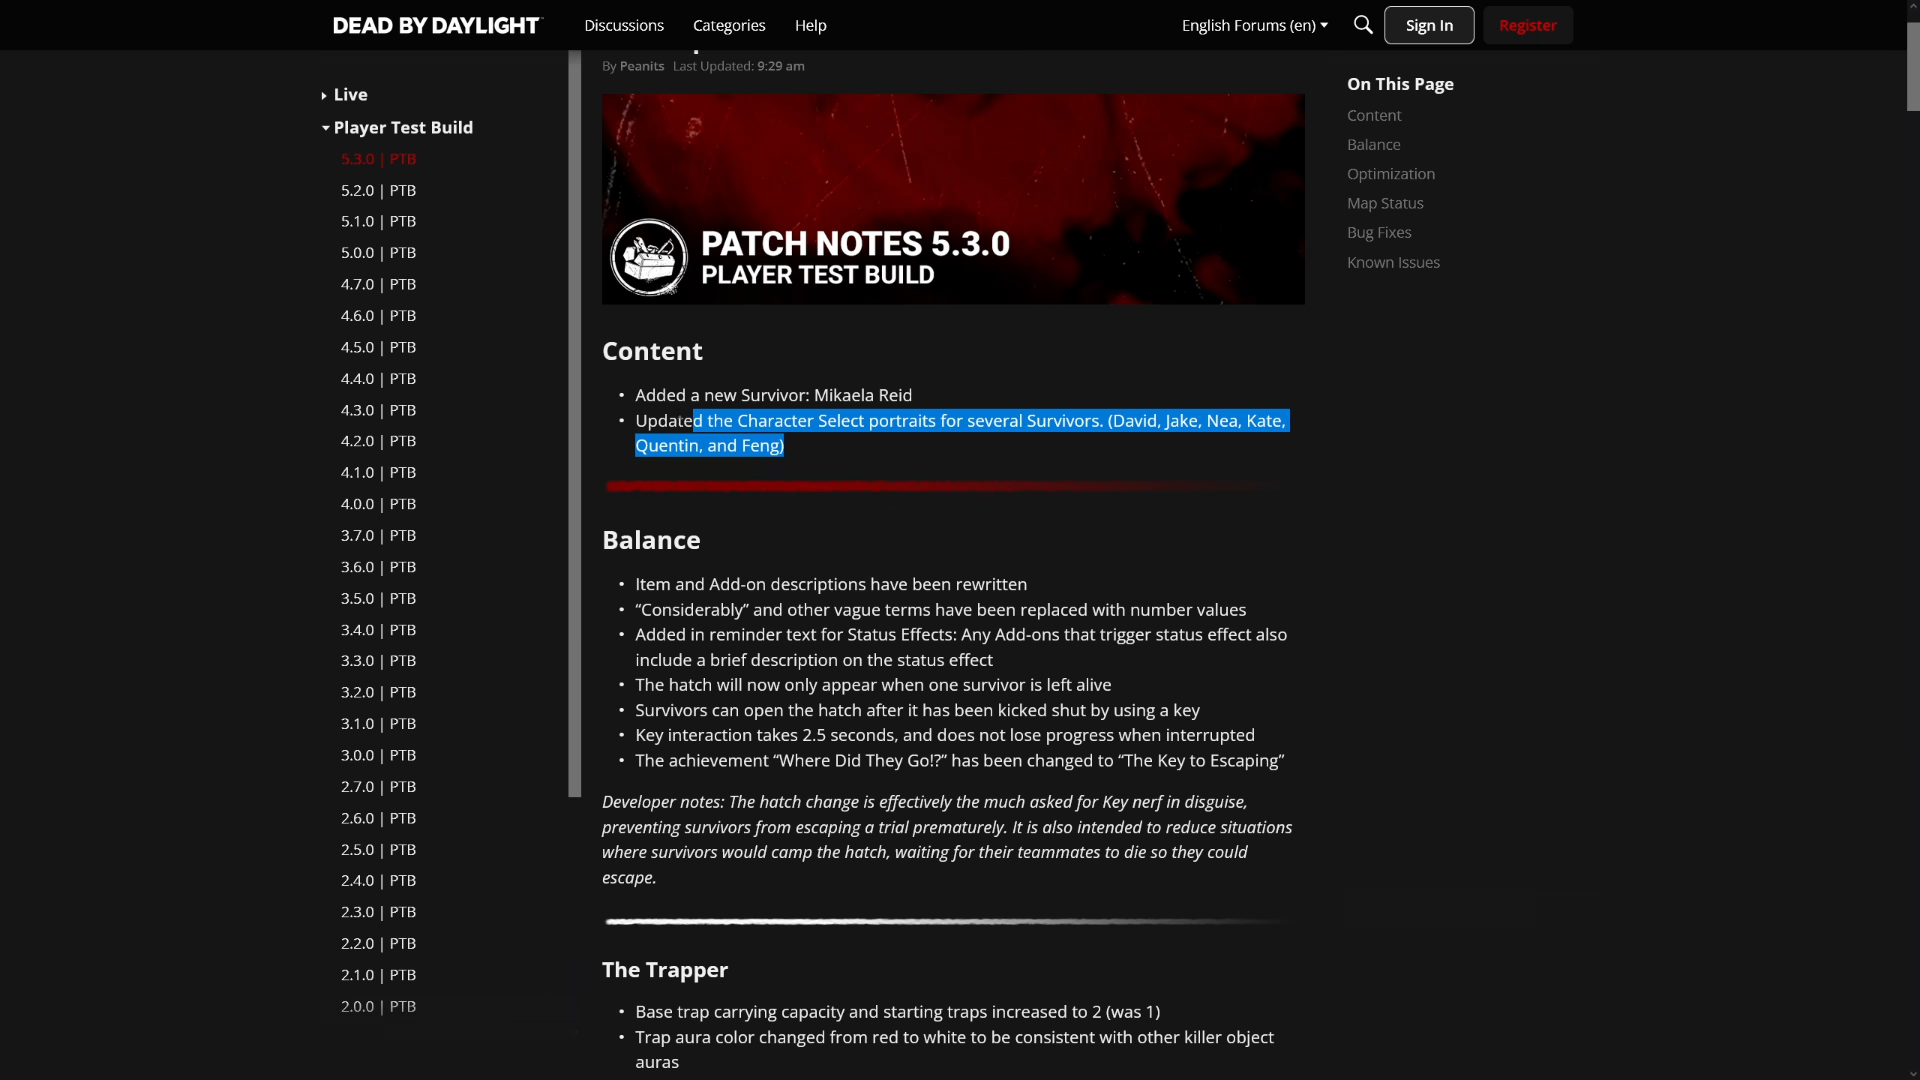 DEAD BY DAYLIGHT
Discussions
Categories
Help
English Forums (en)
Sign In
Register
By Peanits Last Updated: 9:29 am
Live
Player Test Build
5.3.0 | PTB
5.2.0 | PTB
5.1.0 | PTB
5.0.0 | PTB
4.7.0 | PTB
4.6.0 | PTB
4.5.0 | PTB
4.4.0 | PTB
4.3.0 | PTB
4.2.0 | PTB
4.1.0 | PTB
4.0.0 | PTB
3.7.0 | PTB
3.6.0 | PTB
3.5.0 | PTB
3.4.0 | PTB
3.3.0 | PTB
3.2.0 | PTB
3.1.0 | PTB
3.0.0 | PTB
2.7.0 | PTB
2.6.0 | PTB
2.5.0 | PTB
2.4.0 | PTB
2.3.0 | PTB
2.2.0 | PTB
2.1.0 | PTB
2.0.0 | PTB
PATCH NOTES 5.3.0
PLAYER TEST BUILD
Content
• Added a new Survivor: Mikaela Reid
• Updated the Character Select portraits for several Survivors. (David, Jake, Nea, Kate,
Quentin, and Feng)
Balance
• Item and Add-on descriptions have been rewritten
• “Considerably” and other vague terms have been replaced with number values
• Added in reminder text for Status Effects: Any Add-ons that trigger status effect also
include a brief description on the status effect
• The hatch will now only appear when one survivor is left alive
• Survivors can open the hatch after it has been kicked shut by using a key
• Key interaction takes 2.5 seconds, and does not lose progress when interrupted
• The achievement “Where Did They Go!?” has been changed to “The Key to Escaping”
Developer notes: The hatch change is effectively the much asked for Key nerf in disguise,
preventing survivors from escaping a trial prematurely. It is also intended to reduce situations
where survivors would camp the hatch, waiting for their teammates to die so they could
escape.
The Trapper
• Base trap carrying capacity and starting traps increased to 2 (was 1)
• Trap aura color changed from red to white to be consistent with other killer object
auras
On This Page
Content
Balance
Optimization
Map Status
Bug Fixes
Known Issues